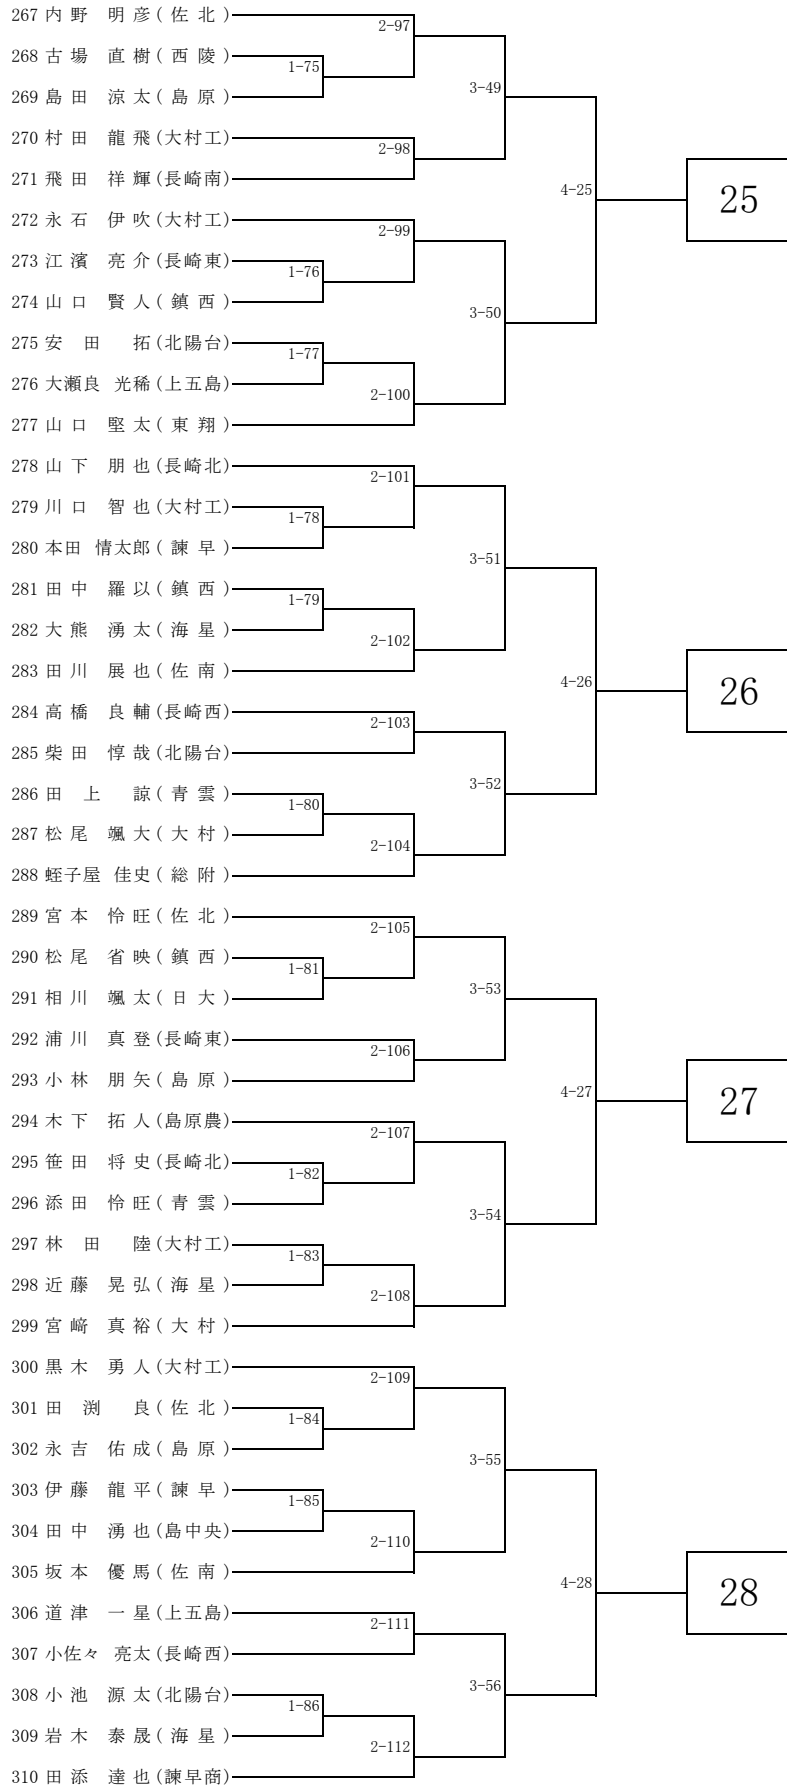 267 内野 明彦(佐北)
2-97
268 古場 直樹(西陵)
1-75
269 島田 涼太(島原)
3-49
270 村田 龍飛(大村工)
2-98
271 飛田 祥輝(長崎南)
4-25
25
272 永石 伊吹(大村工)
2-99
273 江濱 亮介(長崎東)
1-76
274 山口 賢人(鎮西)
3-50
275 安田 拓(北陽台)
1-77
276 大瀬良 光稀(上五島)
2-100
277 山口 堅太(東翔)
278 山下 朋也(長崎北)
2-101
279 川口 智也(大村工)
1-78
280 本田 情太郎(諫早)
3-51
281 田中 羅以(鎮西)
1-79
282 大熊 湧太(海星)
2-102
283 田川 展也(佐南)
4-26
26
284 高橋 良輔(長崎西)
2-103
285 柴田 惇哉(北陽台)
3-52
286 田上 諒(青雲)
1-80
287 松尾 颯大(大村)
2-104
288 蛭子屋 佳史(総附)
289 宮本 怜旺(佐北)
2-105
290 松尾 省映(鎮西)
1-81
291 相川 颯太(日大)
3-53
292 浦川 真登(長崎東)
2-106
293 小林 朋矢(島原)
4-27
27
294 木下 拓人(島原農)
2-107
295 笹田 将史(長崎北)
1-82
296 添田 怜旺(青雲)
3-54
297 林田 陸(大村工)
1-83
298 近藤 晃弘(海星)
2-108
299 宮﨑 真裕(大村)
300 黒木 勇人(大村工)
2-109
301 田渕 良(佐北)
1-84
302 永吉 佑成(島原)
3-55
303 伊藤 龍平(諫早)
1-85
304 田中 湧也(島中央)
2-110
305 坂本 優馬(佐南)
4-28
28
306 道津 一星(上五島)
2-111
307 小佐々 亮太(長崎西)
3-56
308 小池 源太(北陽台)
1-86
309 岩木 泰晟(海星)
2-112
310 田添 達也(諫早商)